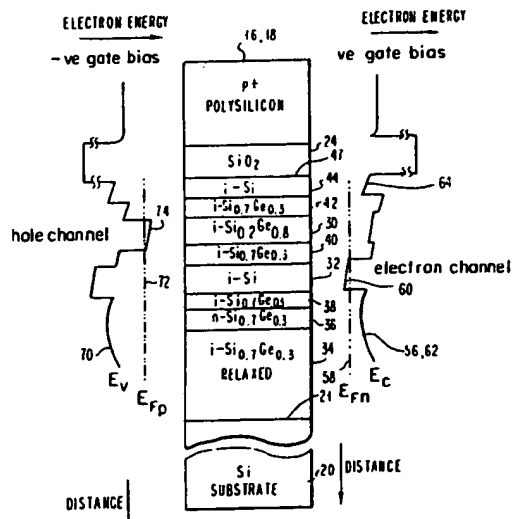 ELECTRON ENERGY
-ve gate bias
16,18
ELECTRON ENERGY
ve gate bias
p+
POLYSILICON
24
SiO2
47
i-Si
44
64
i-Si0.7Ge0.3
42
74
i-Si0.2Ge0.8
30
hole channel
40
i-Si0.7Ge0.3
32
i-Si
electron channel
72
60
38
n-Si0.7Ge0.3
36
i-Si0.7Ge0.3
RELAXED
34
70
58
56,62
Ev
EFp
EFn
Ec
21
Si
SUBSTRATE
20
DISTANCE
DISTANCE